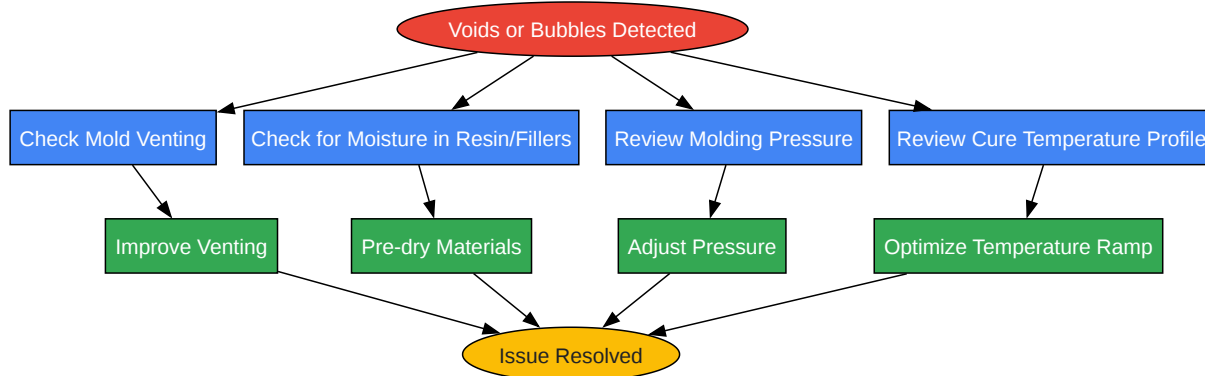 Voids or Bubbles Detected
Check Mold Venting
Check for Moisture in Resin/Fillers
Review Molding Pressure
Review Cure Temperature Profile
Improve Venting
Pre-dry Materials
Adjust Pressure
Optimize Temperature Ramp
Issue Resolved